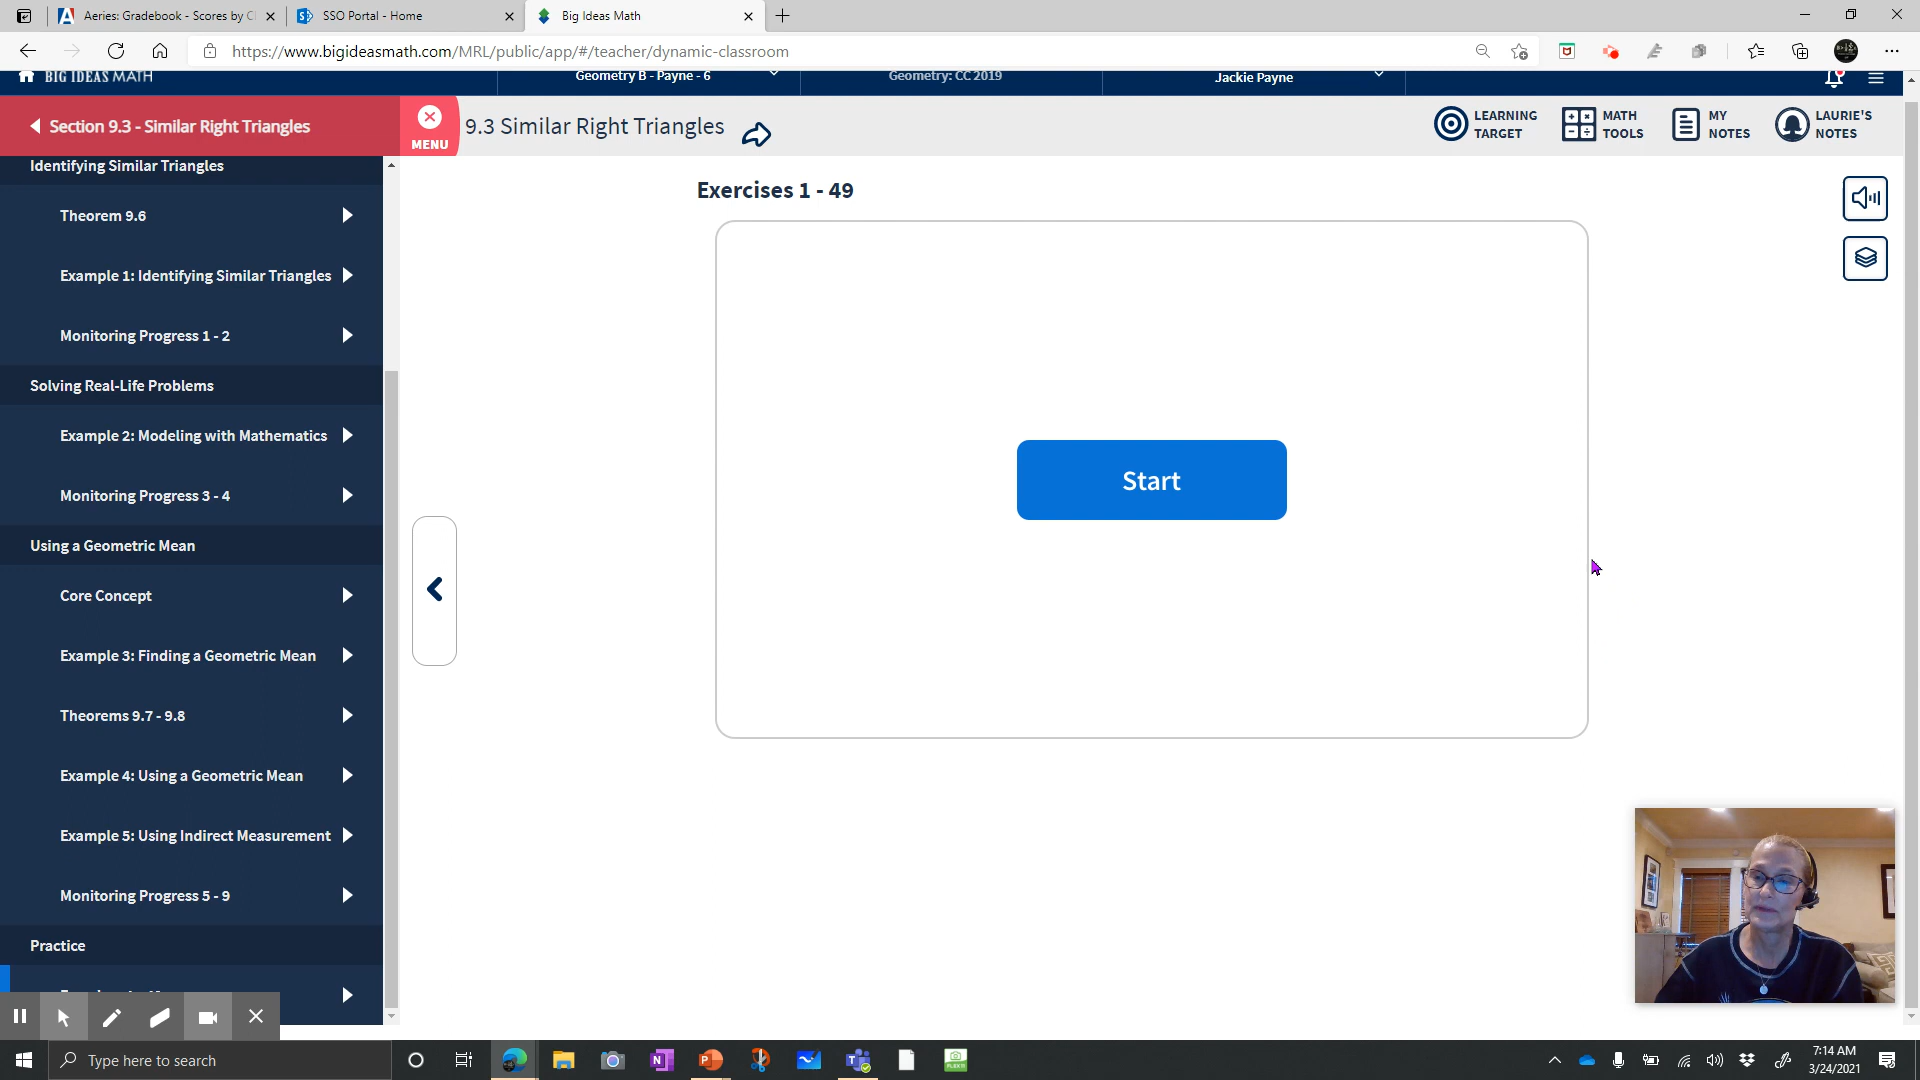 Aeries: Gradebook - Scores by Cl
SSO Portal - Home
Big Ideas Math
https://www.bigideasmath.com/MRL/public/app/#/teacher/dynamic-classroom
BIG IDEAS MATH
Geometry B - Payne - 6
Geometry: CC 2019
Jackie Payne
Section 9.3 - Similar Right Triangles
MENU
9.3 Similar Right Triangles
LEARNING
TARGET
MATH
TOOLS
MY
NOTES
LAURIE'S
NOTES
Identifying Similar Triangles
Theorem 9.6
Example 1: Identifying Similar Triangles
Monitoring Progress 1 - 2
Solving Real-Life Problems
Example 2: Modeling with Mathematics
Monitoring Progress 3 - 4
Using a Geometric Mean
Core Concept
Example 3: Finding a Geometric Mean
Theorems 9.7 - 9.8
Example 4: Using a Geometric Mean
Example 5: Using Indirect Measurement
Monitoring Progress 5 - 9
Practice
Exercises 1 - 49
Start
Type here to search
7:14 AM
3/24/2021